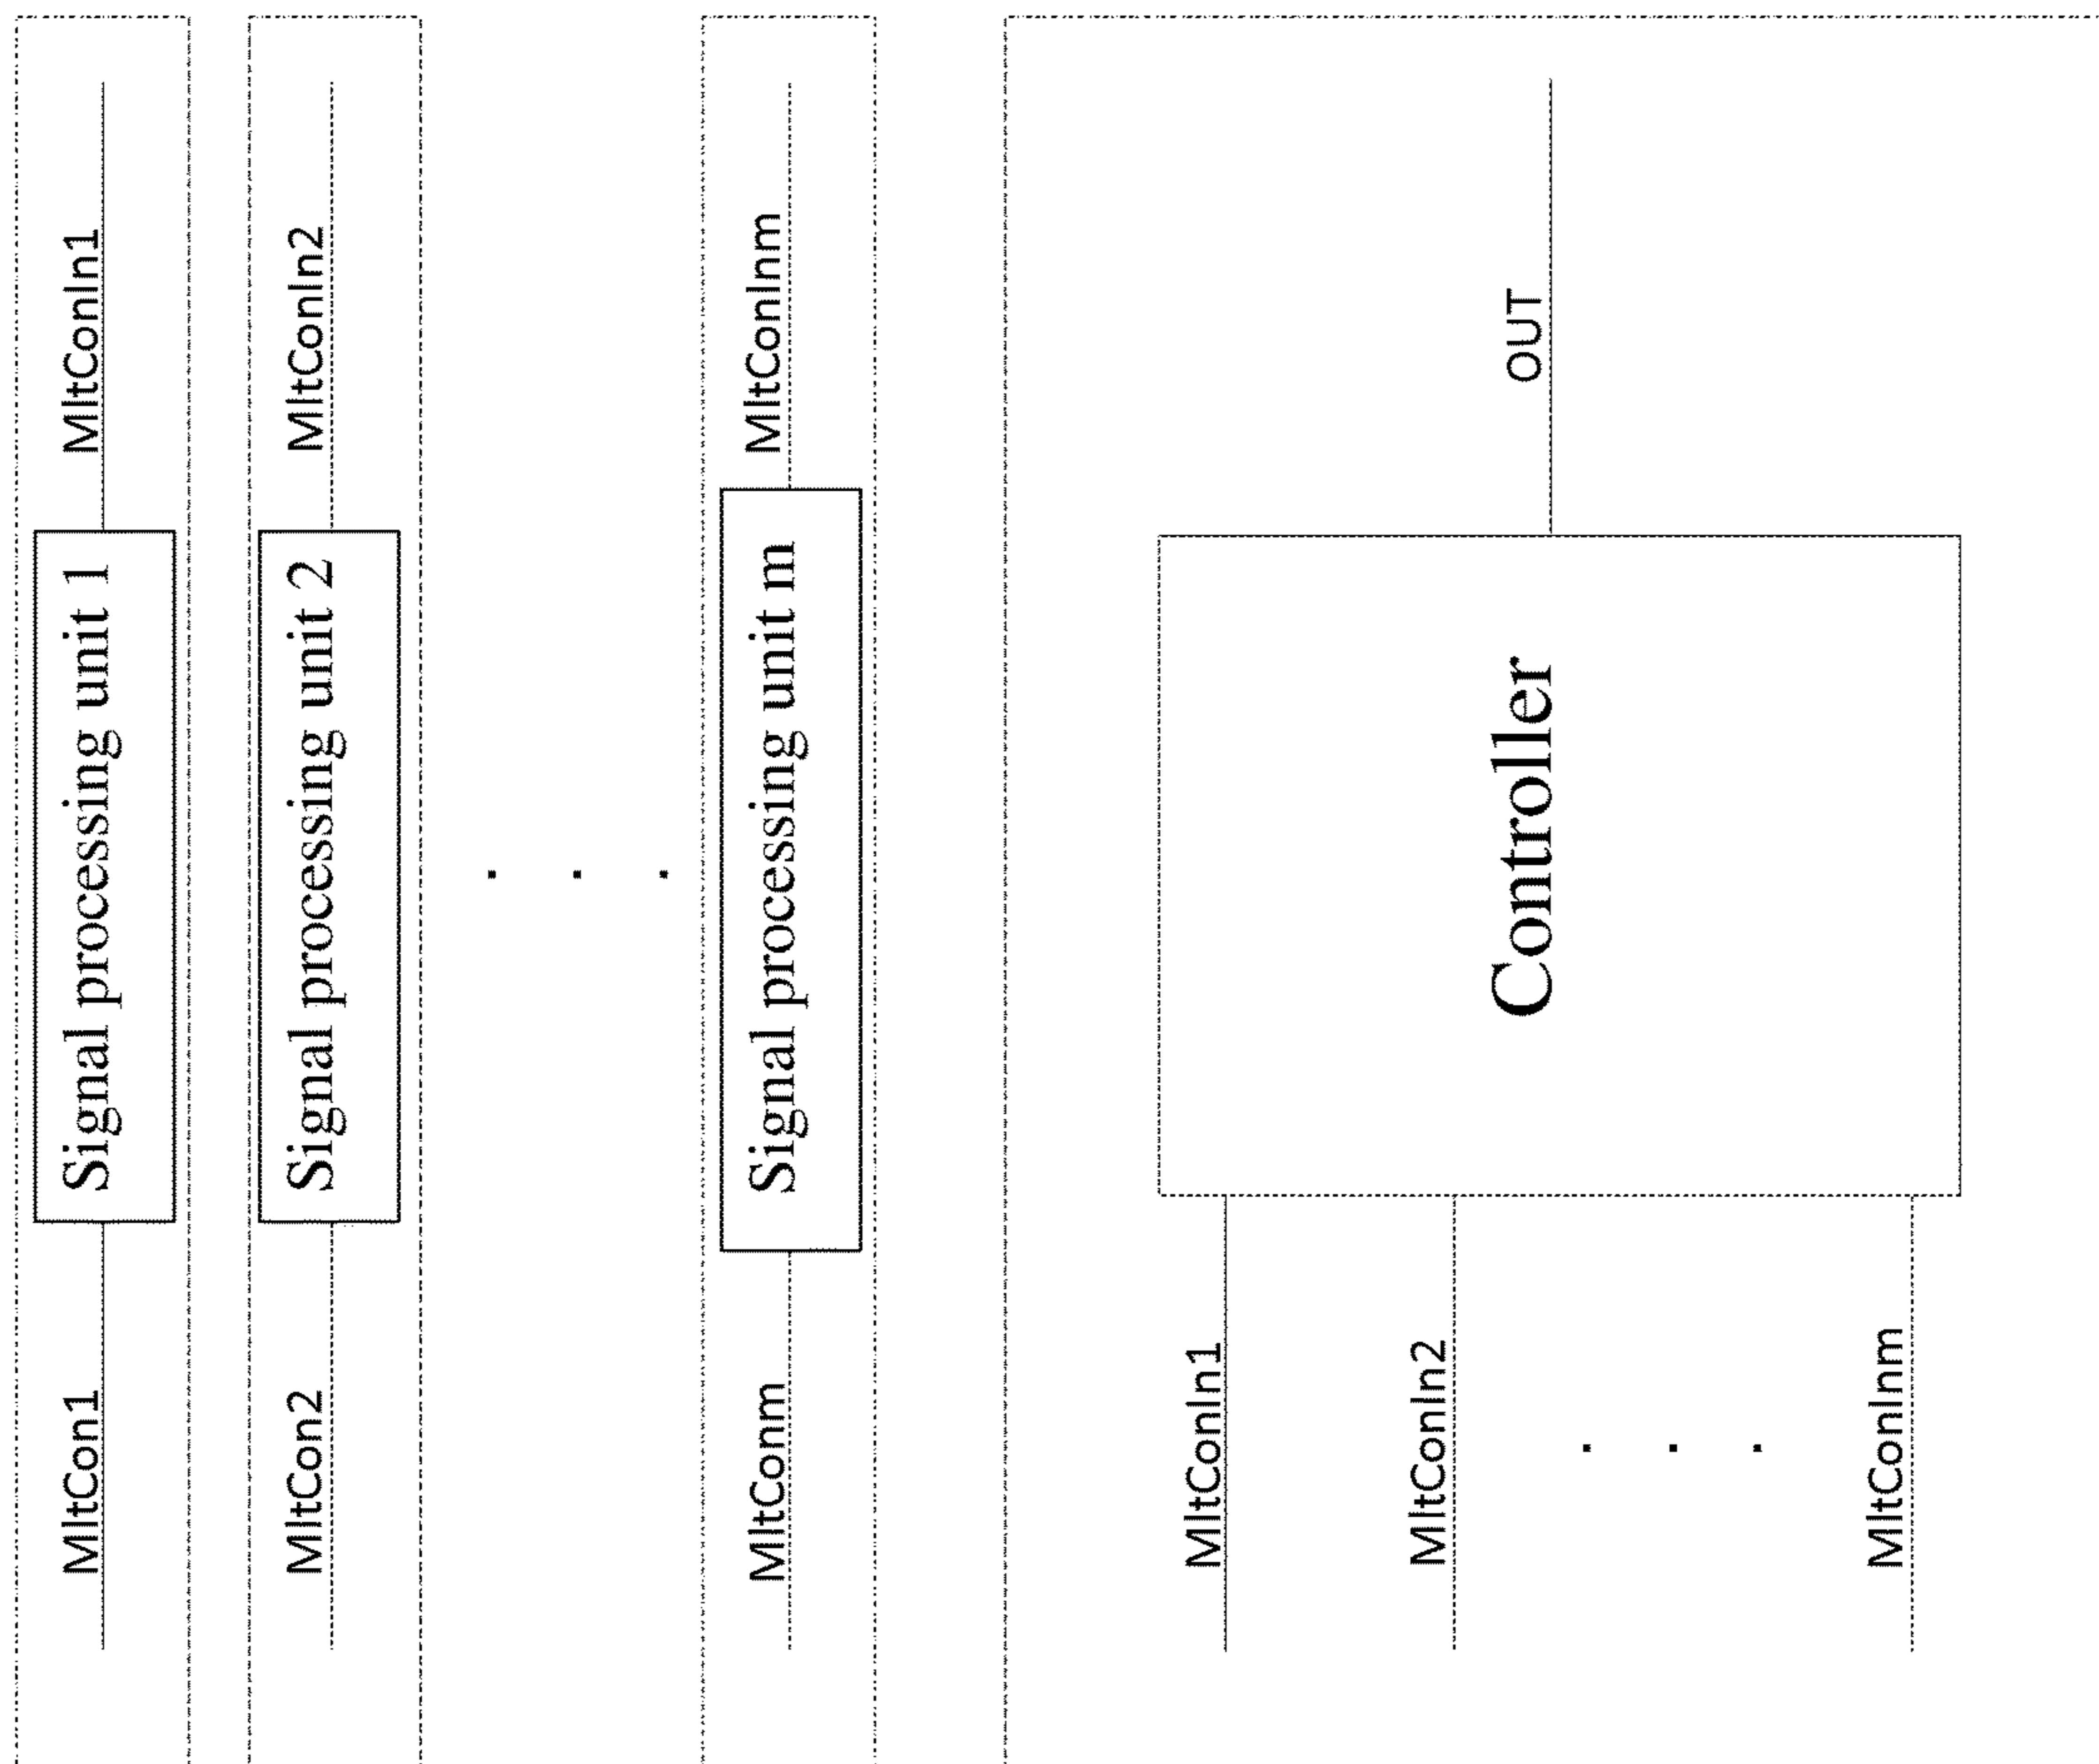 MltCon1
Signal processing unit 1
MltConIn1
MltCon2
Signal processing unit 2
MltConIn2
. . .
MltConm
Signal processing unit m
MltConInm
MltConIn1
MltConIn2
. . .
MltConInm
Controller
OUT